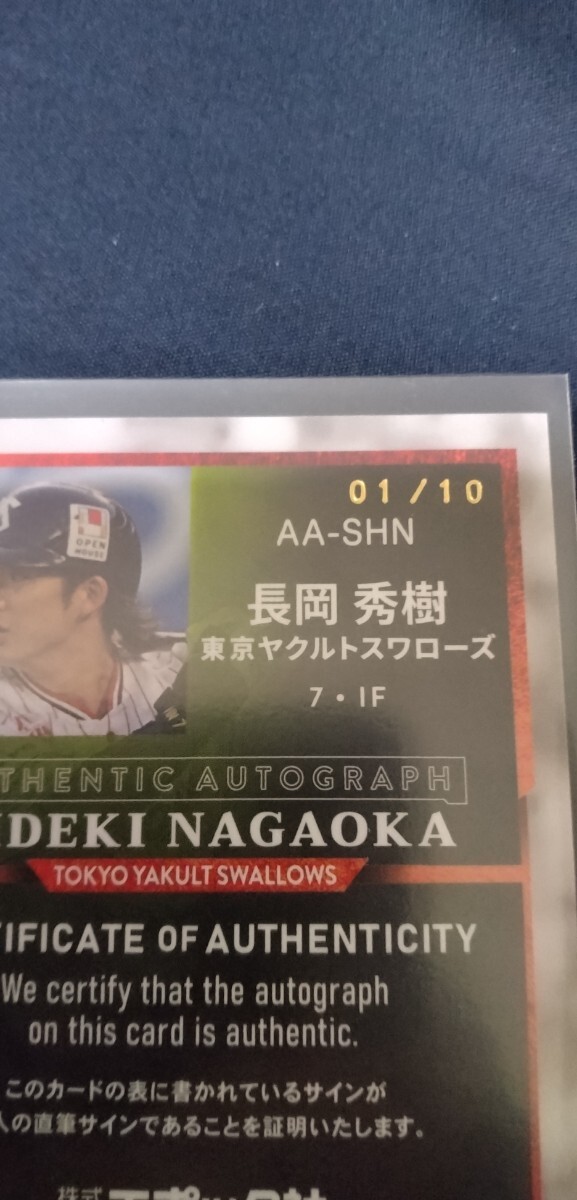 01/10
AA-SHN
OPEN
HOUSE
長岡 秀樹
東京ヤクルトスワローズ
7・IF
THENTIC AUTOGRAPH
IDEKI NAGAOKA
TOKYO YAKULT SWALLOWS
IFICATE OF AUTHENTICITY
We certify that the autograph
on this card is authentic.
このカードの表に書かれているサインが
人の直筆サインであることを証明いたします。
株式